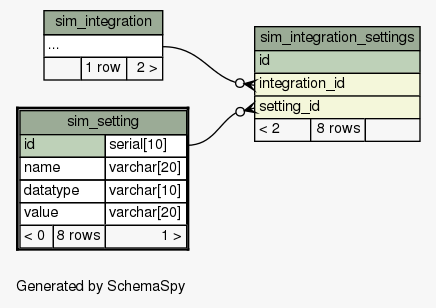 sim_integration
...
1 row 2 >
sim_integration_settings
id
integration_id
setting_id
< 2 8 rows
sim_setting
id serial[10]
name varchar[20]
datatype varchar[10]
value varchar[20]
< 0 8 rows 1 >
Generated by SchemaSpy